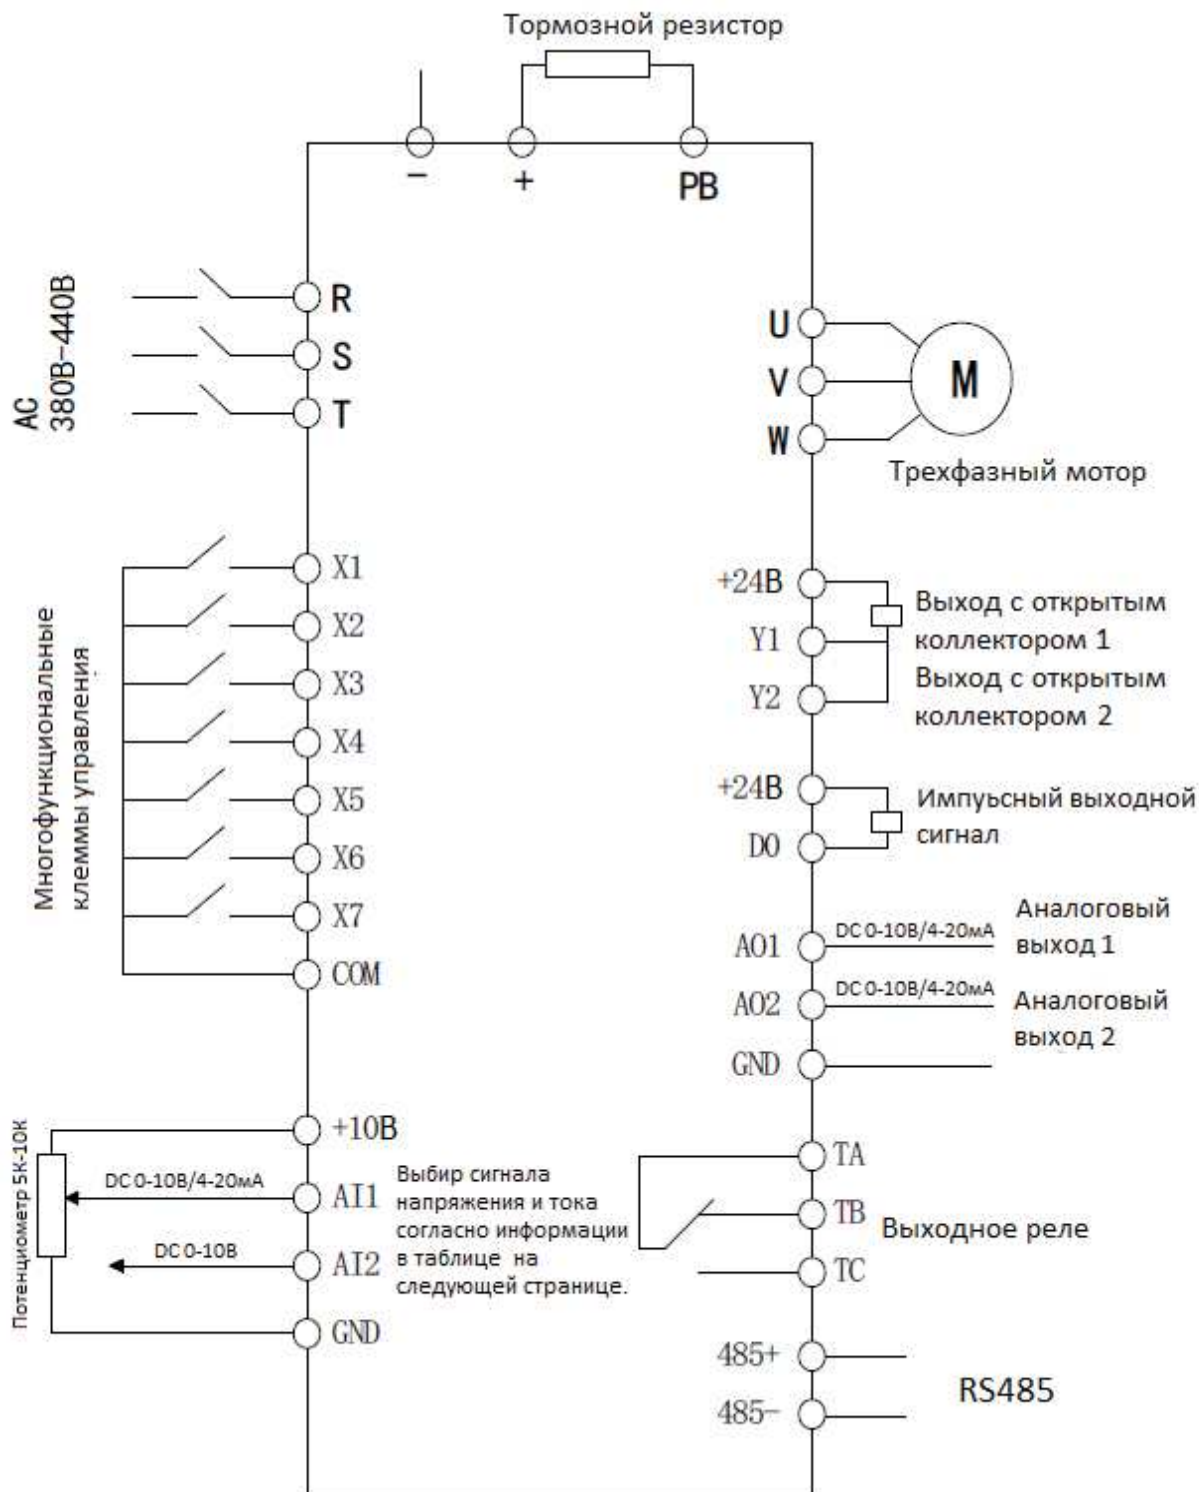 Тормозной резистор
-
+
PB
AC
380В-440В
R
S
T
U
V
W
M
Трехфазный мотор
Многофункциональные
клеммы управления
X1
X2
X3
X4
X5
X6
X7
COM
+24В
Y1
Y2
Выход с открытым
коллектором 1
Выход с открытым
коллектором 2
+24В
DO
Импуьсный выходной
сигнал
AO1
DC 0-10В/4-20мА
Аналоговый
выход 1
AO2
DC 0-10В/4-20мА
Аналоговый
выход 2
GND
Потенциометр 5К-10К
+10В
DC 0-10В/4-20мА
AI1
DC 0-10В
AI2
GND
Выбир сигнала
напряжения и тока
согласно информации
в таблице на
следующей странице.
TA
TB
TC
Выходное реле
485+
485-
RS485